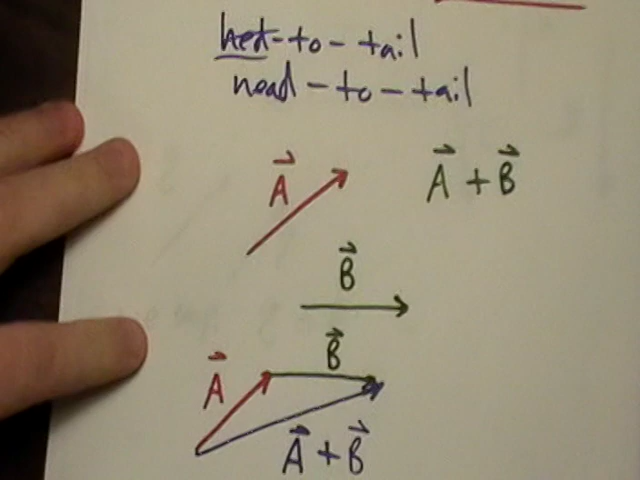 het-to-tail
head-to-tail
A⃗
A⃗ + B⃗
B⃗
B⃗
A⃗
A⃗ + B⃗